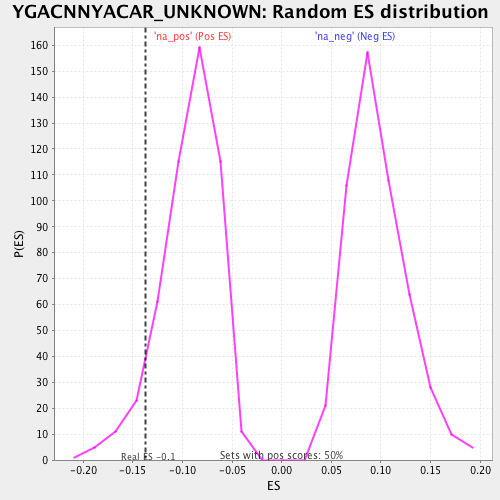 YGACNNYACAR_UNKNOWN: Random ES distribution
'na_pos' (Pos ES) 'na_neg' (Neg ES)
160
150
140
130
120
110
100
90
80
70
60
50
40
30
20
10
0
P(ES)
Real ES -0.1 Sets with pos scores: 50%
-0.20 -0.15 -0.10 -0.05 0.00 0.05 0.10 0.15 0.20
ES